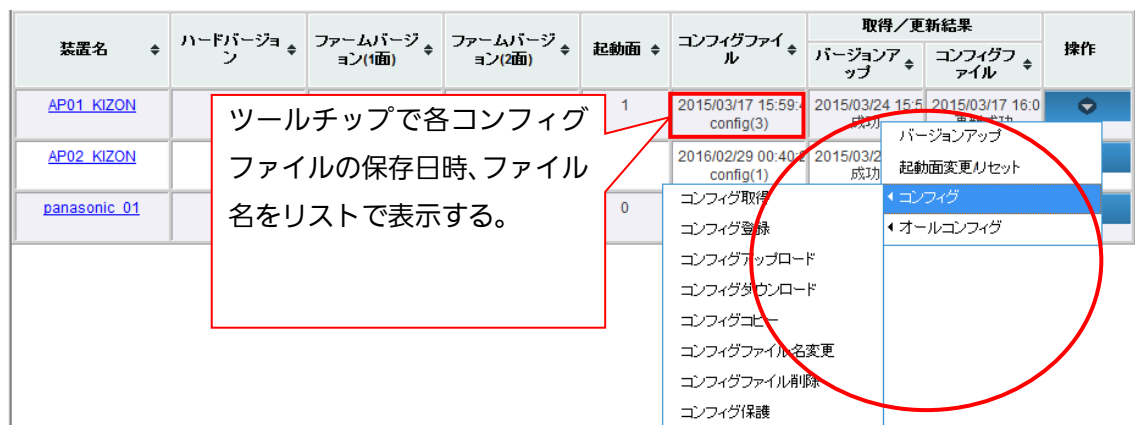 装置名
ハードバージョン
ファームバージョン(1面)
ファームバージョン(2面)
起動面
コンフィグファイル
取得／更新結果
バージョンアップ
コンフィグファイル
操作
AP01 KIZON
1
2015/03/17 15:59:4
config(3)
2015/03/24 15:5
成功
2015/03/17 16:0
AP02 KIZON
2016/02/29 00:40:2
config(1)
2015/03/2
成功
panasonic 01
0
ツールチップで各コンフィグ
ファイルの保存日時、ファイル
名をリストで表示する。
バージョンアップ
起動面変更/リセット
コンフィグ
オールコンフィグ
コンフィグ取得
コンフィグ登録
コンフィグアップロード
コンフィグダウンロード
コンフィグコピー
コンフィグファイル名変更
コンフィグファイル削除
コンフィグ保護